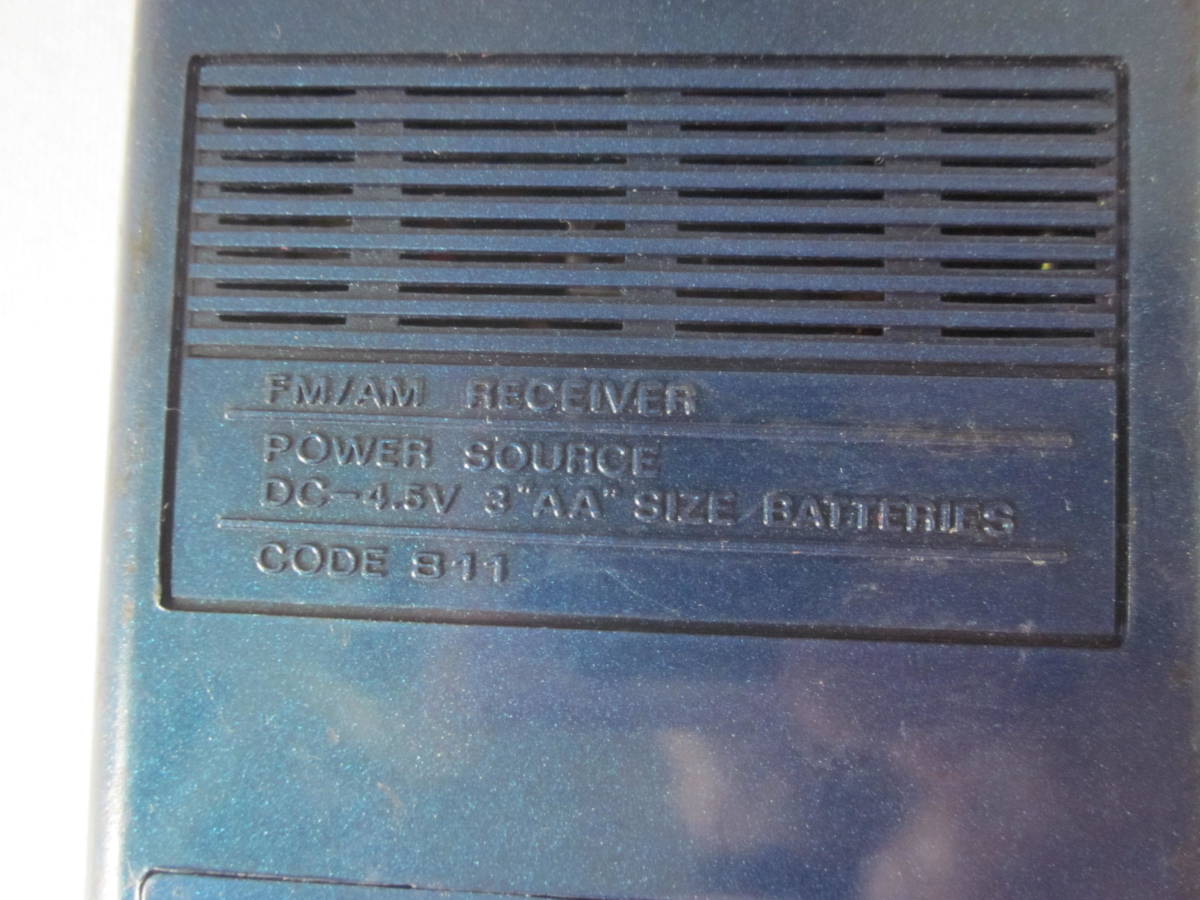 FM/AM RECEIVER
POWER SOURCE
DC-4.5V 3"AA" SIZE BATTERIES
CODE 811